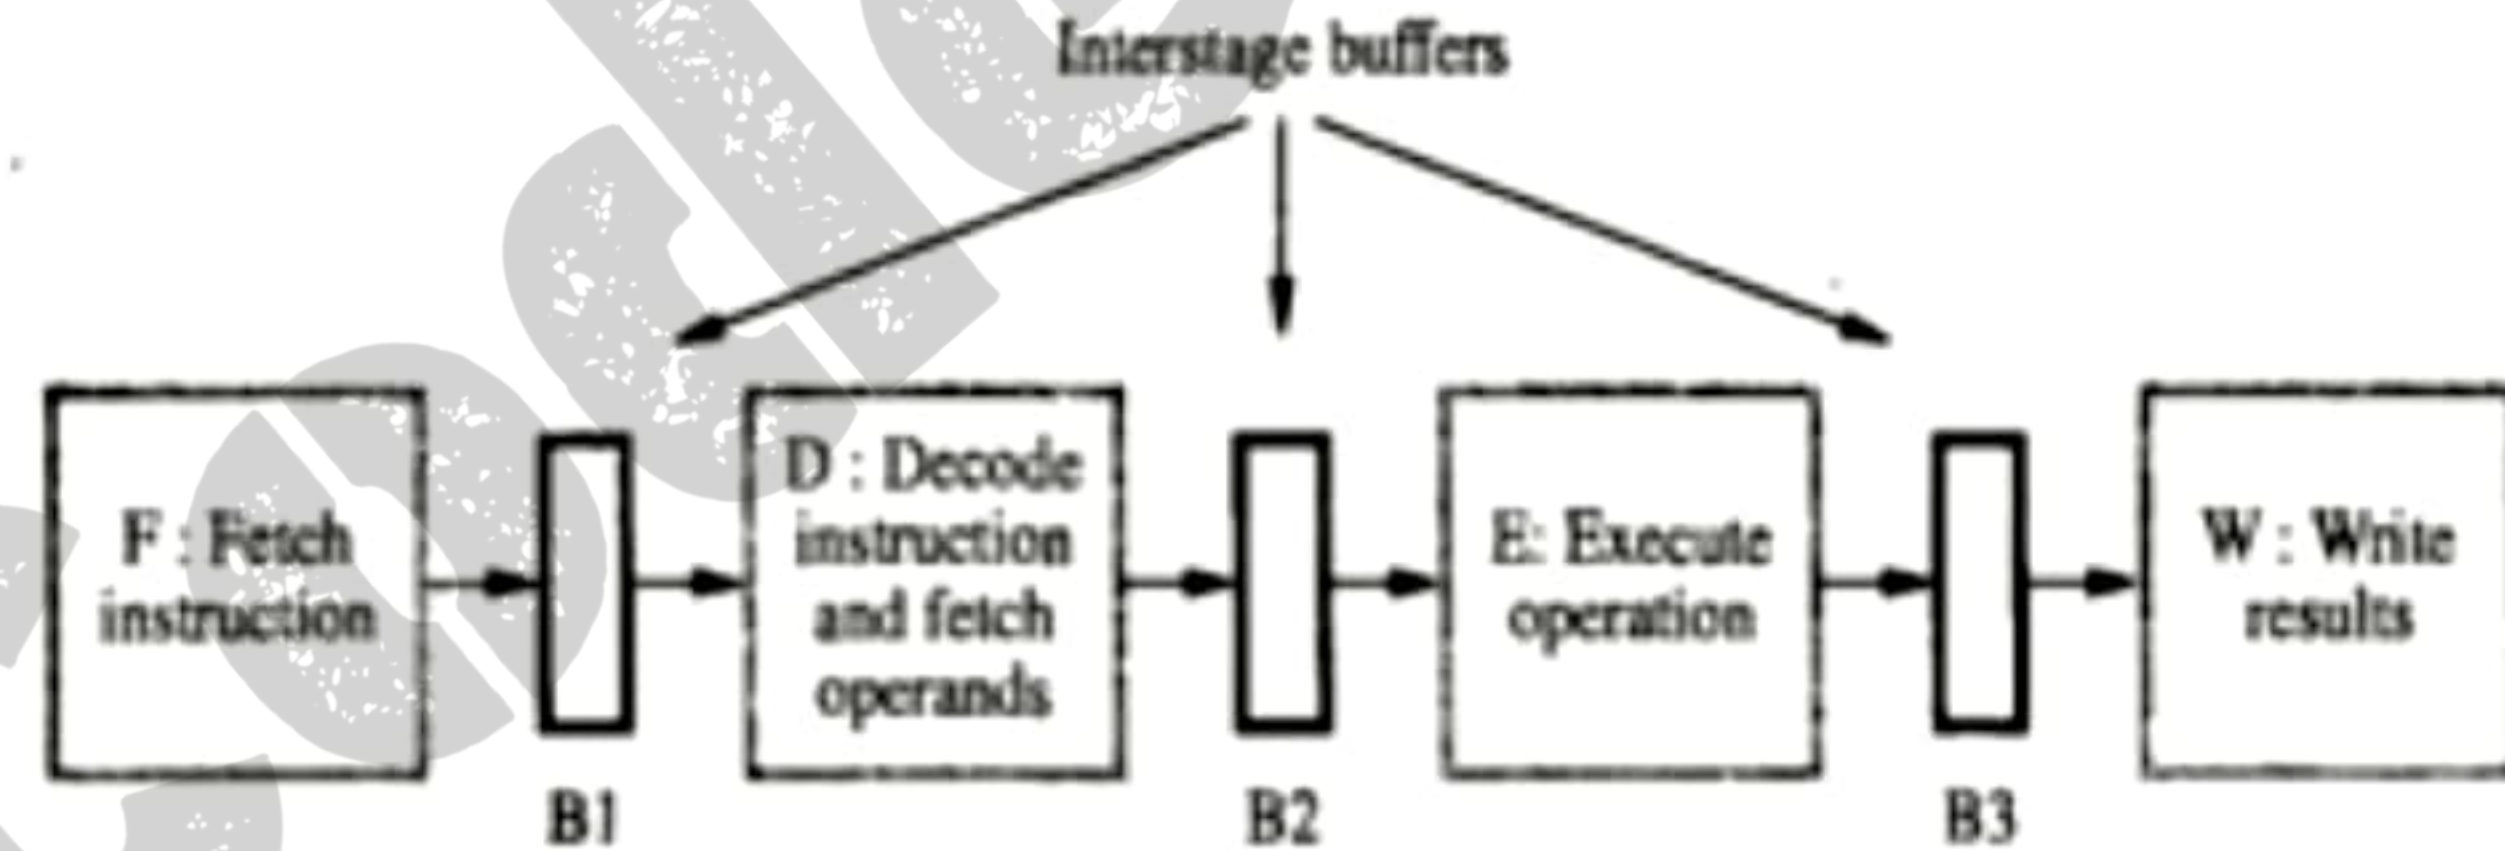 Interstage buffers
F : Fetch
instruction
D : Decode
instruction
and fetch
operands
E: Execute
operation
W : Write
results
B1
B2
B3